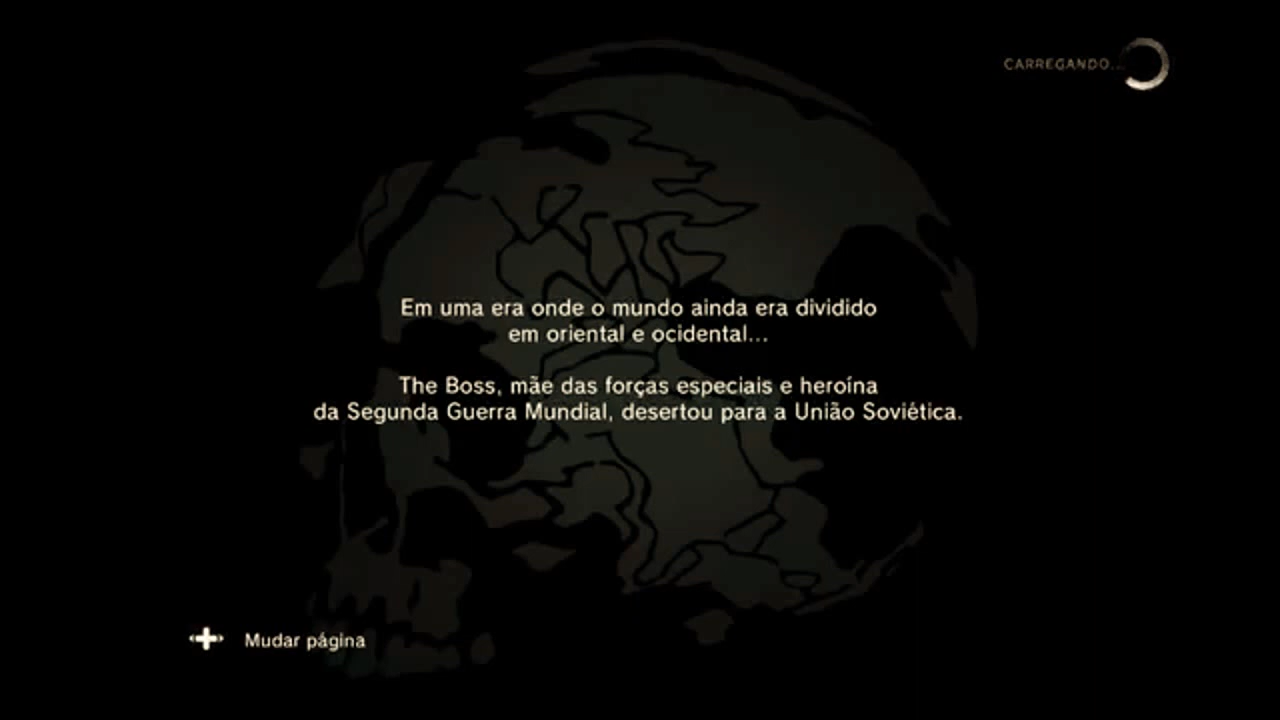 CARREGANDO...
Em uma era onde o mundo ainda era dividido
em oriental e ocidental...
The Boss, mãe das forças especiais e heroína
da Segunda Guerra Mundial, desertou para a União Soviética.
Mudar página